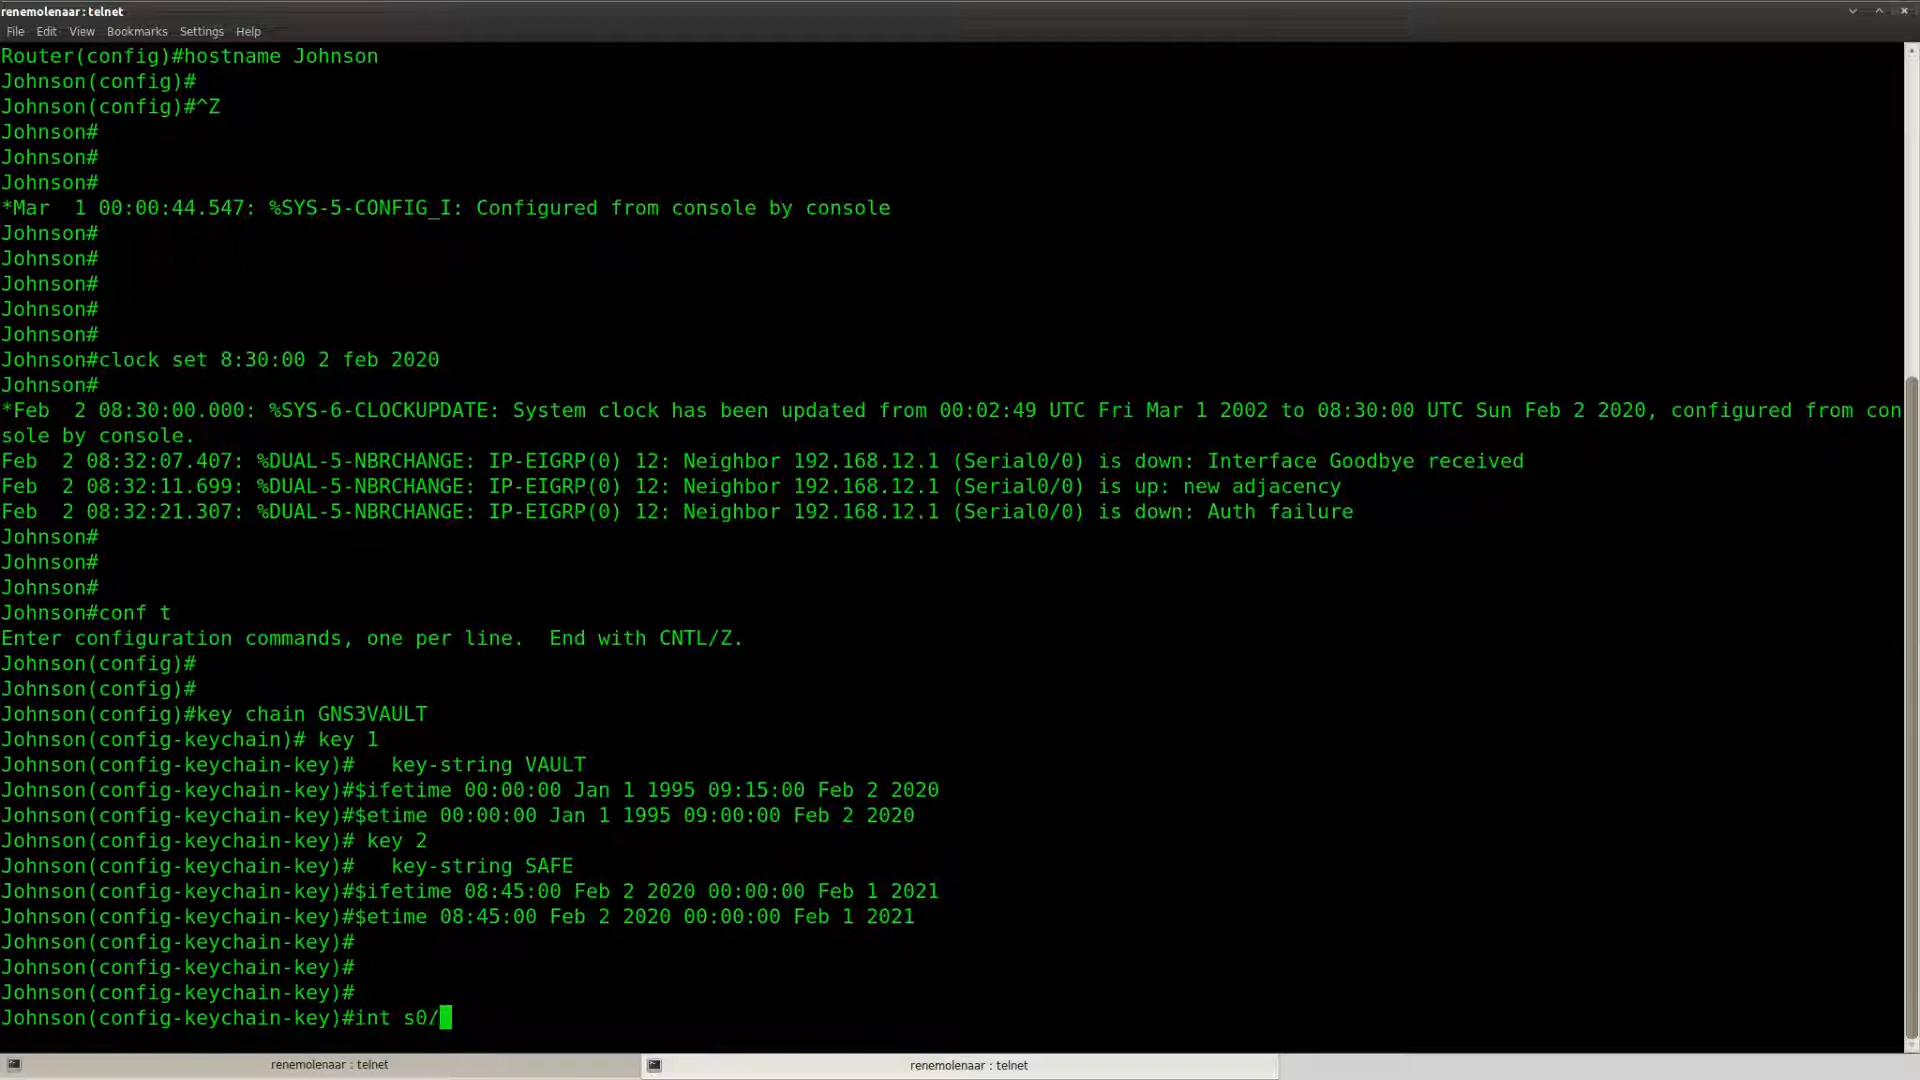 renemolenaar : telnet
File Edit View Bookmarks Settings Help
Router(config)#hostname Johnson
Johnson(config)#
Johnson(config)#^Z
Johnson#
Johnson#
Johnson#
*Mar  1 00:00:44.547: %SYS-5-CONFIG_I: Configured from console by console
Johnson#
Johnson#
Johnson#
Johnson#
Johnson#
Johnson#clock set 8:30:00 2 feb 2020
Johnson#
*Feb  2 08:30:00.000: %SYS-6-CLOCKUPDATE: System clock has been updated from 00:02:49 UTC Fri Mar 1 2002 to 08:30:00 UTC Sun Feb 2 2020, configured from con
sole by console.
Feb  2 08:32:07.407: %DUAL-5-NBRCHANGE: IP-EIGRP(0) 12: Neighbor 192.168.12.1 (Serial0/0) is down: Interface Goodbye received
Feb  2 08:32:11.699: %DUAL-5-NBRCHANGE: IP-EIGRP(0) 12: Neighbor 192.168.12.1 (Serial0/0) is up: new adjacency
Feb  2 08:32:21.307: %DUAL-5-NBRCHANGE: IP-EIGRP(0) 12: Neighbor 192.168.12.1 (Serial0/0) is down: Auth failure
Johnson#
Johnson#
Johnson#
Johnson#conf t
Enter configuration commands, one per line.  End with CNTL/Z.
Johnson(config)#
Johnson(config)#
Johnson(config)#key chain GNS3VAULT
Johnson(config-keychain)# key 1
Johnson(config-keychain-key)#   key-string VAULT
Johnson(config-keychain-key)#$ifetime 00:00:00 Jan 1 1995 09:15:00 Feb 2 2020
Johnson(config-keychain-key)#$etime 00:00:00 Jan 1 1995 09:00:00 Feb 2 2020
Johnson(config-keychain-key)# key 2
Johnson(config-keychain-key)#   key-string SAFE
Johnson(config-keychain-key)#$ifetime 08:45:00 Feb 2 2020 00:00:00 Feb 1 2021
Johnson(config-keychain-key)#$etime 08:45:00 Feb 2 2020 00:00:00 Feb 1 2021
Johnson(config-keychain-key)#
Johnson(config-keychain-key)#
Johnson(config-keychain-key)#
Johnson(config-keychain-key)#int s0/
renemolenaar : telnet
renemolenaar : telnet